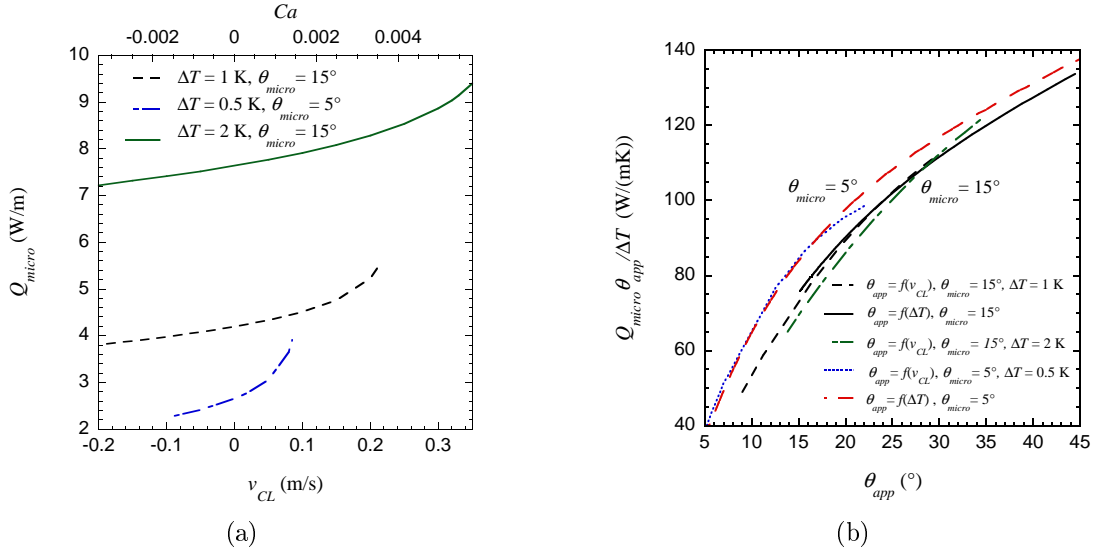 Ca
-0.002 0 0.002 0.004
10
9
8
7
6
5
4
3
2
Q_micro (W/m)
ΔT = 1 K, θ_micro = 15°
ΔT = 0.5 K, θ_micro = 5°
ΔT = 2 K, θ_micro = 15°
-0.2 -0.1 0 0.1 0.2 0.3
v_CL (m/s)
(a)
140
120
100
80
60
40
Q_micro θ_app/ΔT (W/(mK))
θ_micro = 5°
θ_micro = 15°
θ_app = f(v_CL), θ_micro = 15°, ΔT = 1 K
θ_app = f(ΔT), θ_micro = 15°
θ_app = f(v_CL), θ_micro = 15°, ΔT = 2 K
θ_app = f(v_CL), θ_micro = 5°, ΔT = 0.5 K
θ_app = f(ΔT) , θ_micro = 5°
5 10 15 20 25 30 35 40 45
θ_app (°)
(b)